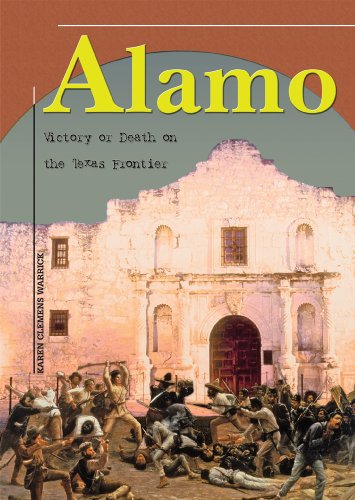 Alamo
Victory or Death on
the Texas Frontier
KAREN CLEMENS WARRICK